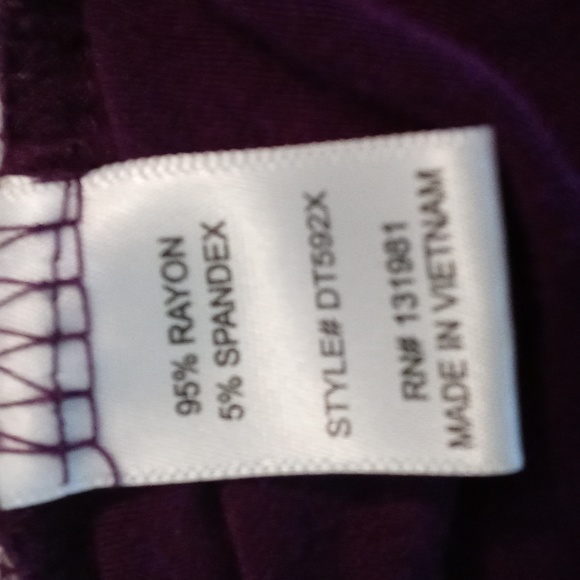 95% RAYON
5% SPANDEX
STYLE# DT592X
RN# 131981
MADE IN VIETNAM